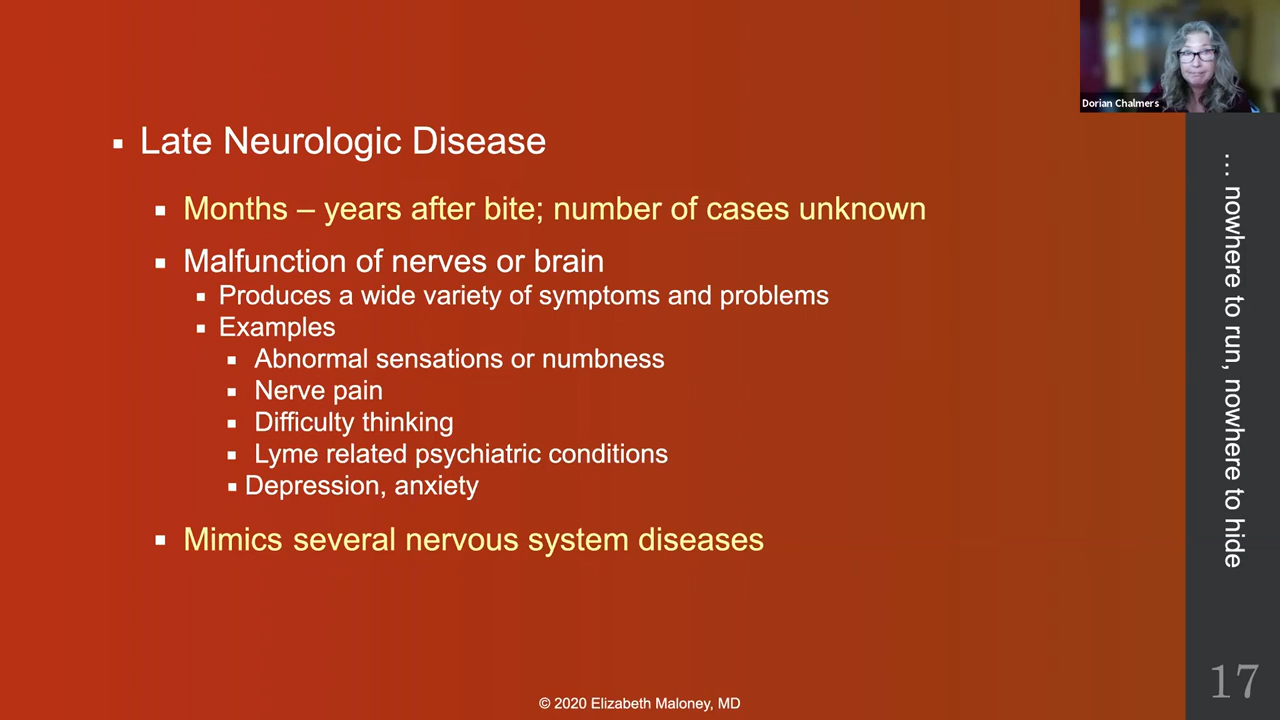 Dorian Chalmers
Late Neurologic Disease
Months – years after bite; number of cases unknown
Malfunction of nerves or brain
Produces a wide variety of symptoms and problems
Examples
Abnormal sensations or numbness
Nerve pain
Difficulty thinking
Lyme related psychiatric conditions
Depression, anxiety
Mimics several nervous system diseases
... nowhere to run, nowhere to hide
17
© 2020 Elizabeth Maloney, MD